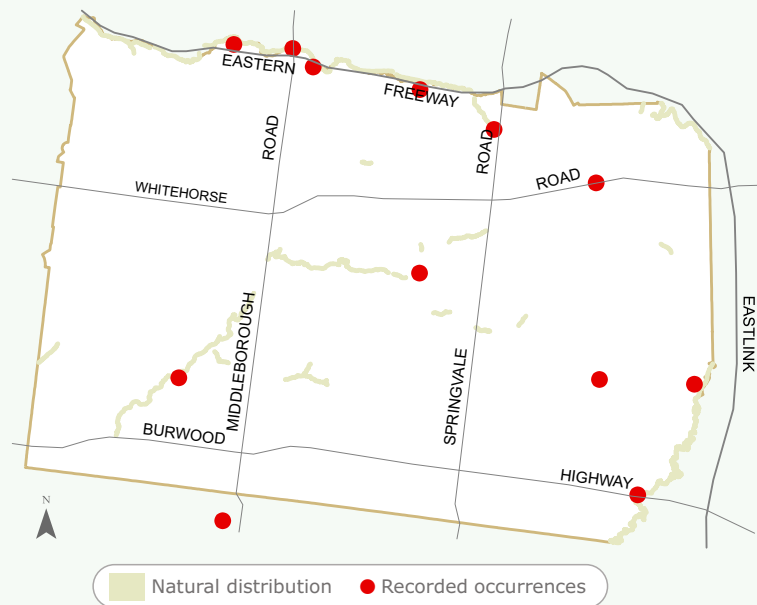 EASTERN
FREEWAY
ROAD
ROAD
ROAD
WHITEHORSE
MIDDLEBOROUGH
EASTLINK
SPRINGVALE
BURWOOD
HIGHWAY
N
Natural distribution
Recorded occurrences